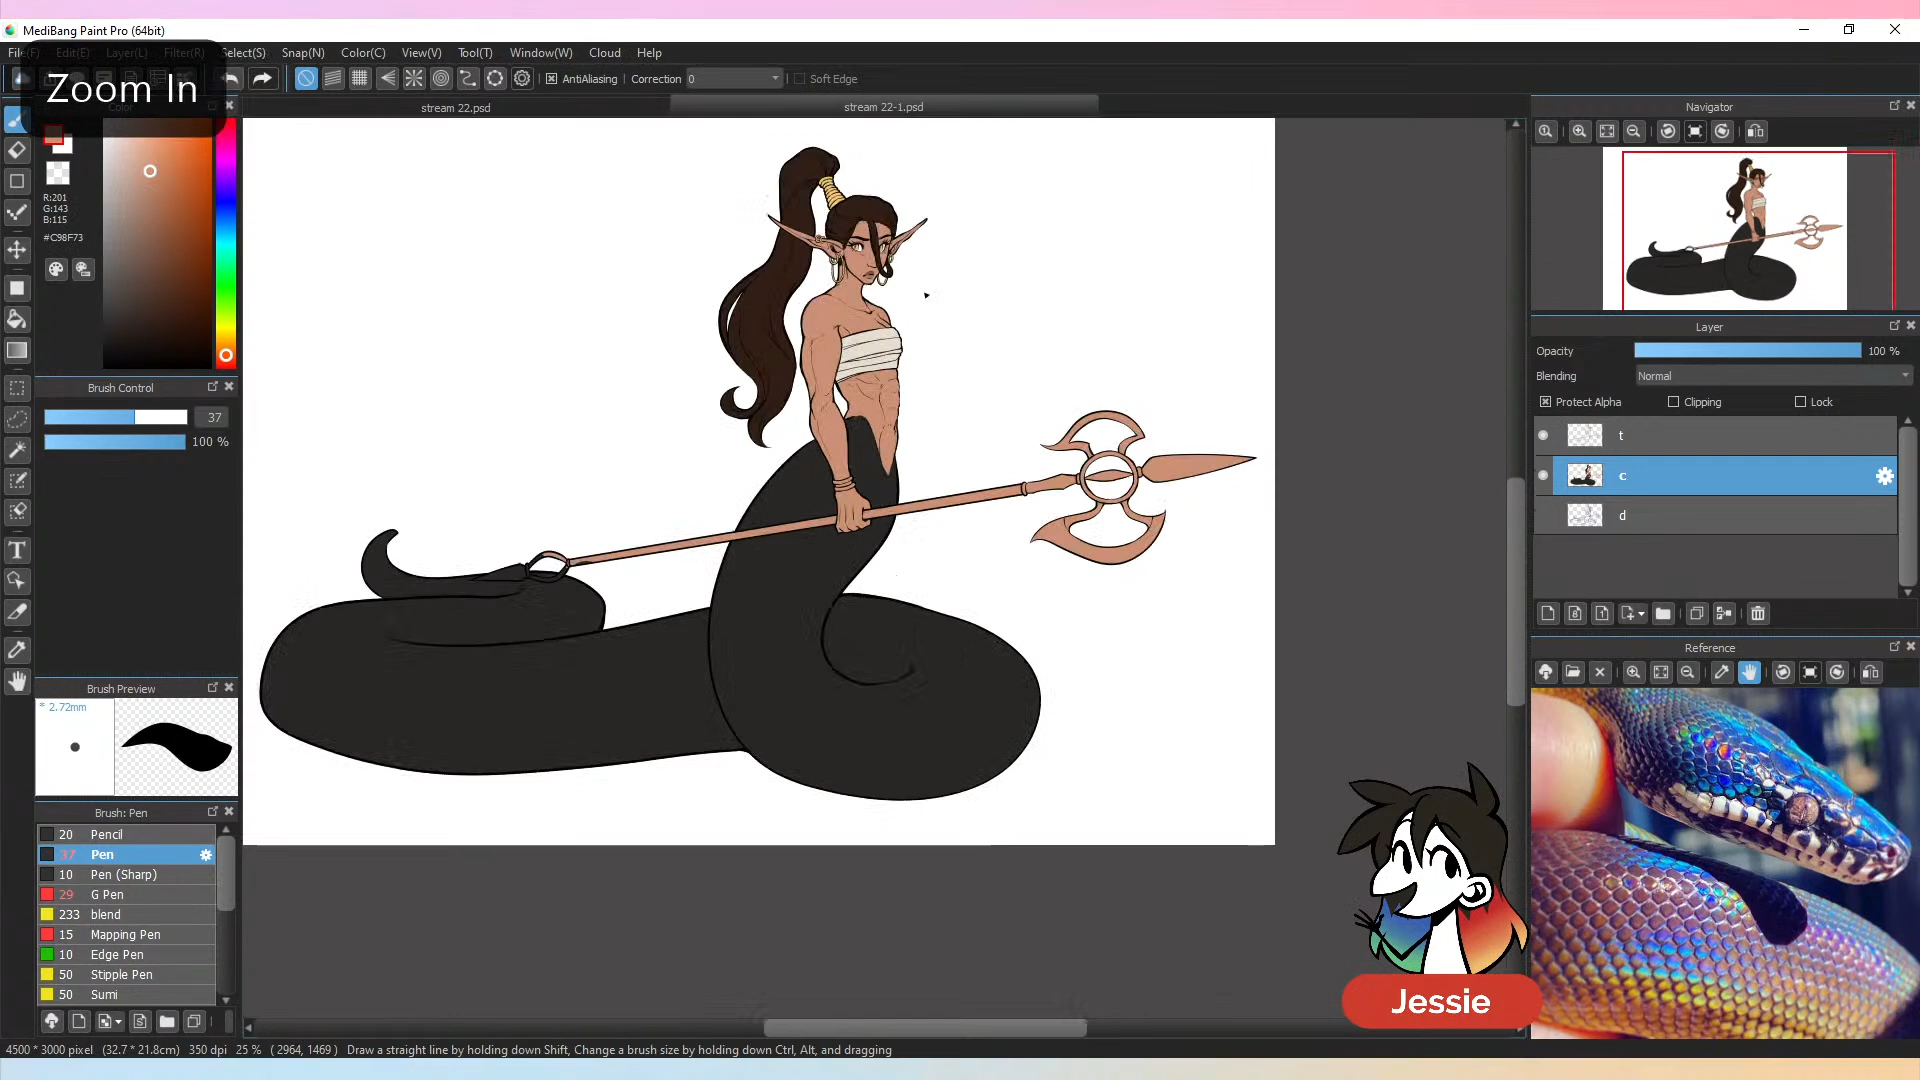 MediBang Paint Pro (64bit)
File(F) Edit(E) Layer(L) Filter(R) Select(S) Snap(N) Color(C) View(V) Tool(T) Window(W) Cloud Help
Zoom In
AntiAliasing Correction 0 Soft Edge
Color
stream 22.psd
stream 22-1.psd
R:201
G:143
B:115
#C98F73
Brush Control
37
100 %
Brush Preview
* 2.72mm
Brush: Pen
20 Pencil
37 Pen
10 Pen (Sharp)
29 G Pen
233 blend
15 Mapping Pen
10 Edge Pen
50 Stipple Pen
50 Sumi
Navigator
Layer
Opacity 100 %
Blending Normal
Protect Alpha Clipping Lock
t
c
d
Reference
Jessie
4500 * 3000 pixel (32.7 * 21.8cm) 350 dpi 25 % ( 2964, 1469 ) Draw a straight line by holding down Shift, Change a brush size by holding down Ctrl, Alt, and dragging